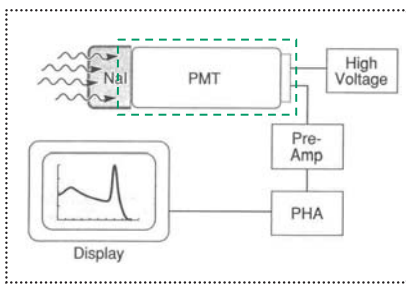 NaI
PMT
High
Voltage
Pre-
Amp
PHA
Display